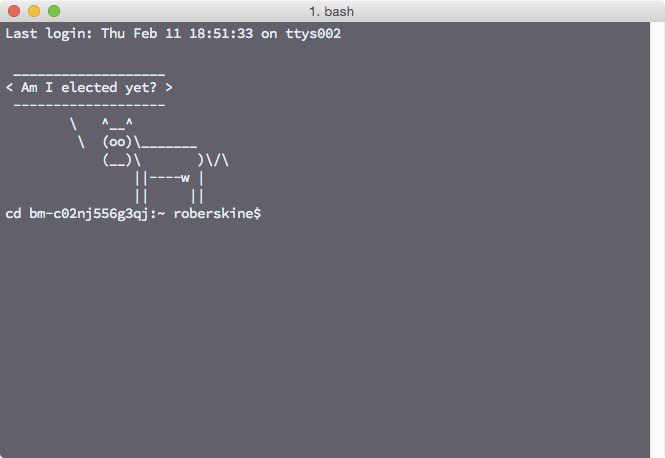 1. bash
Last login: Thu Feb 11 18:51:33 on ttys002
 ___________________
< Am I elected yet? >
 -------------------
        \   ^__^
         \  (oo)\_______
            (__)\       )\/\
                ||----w |
                ||     ||
cd bm-c02nj556g3qj:~ roberskine$